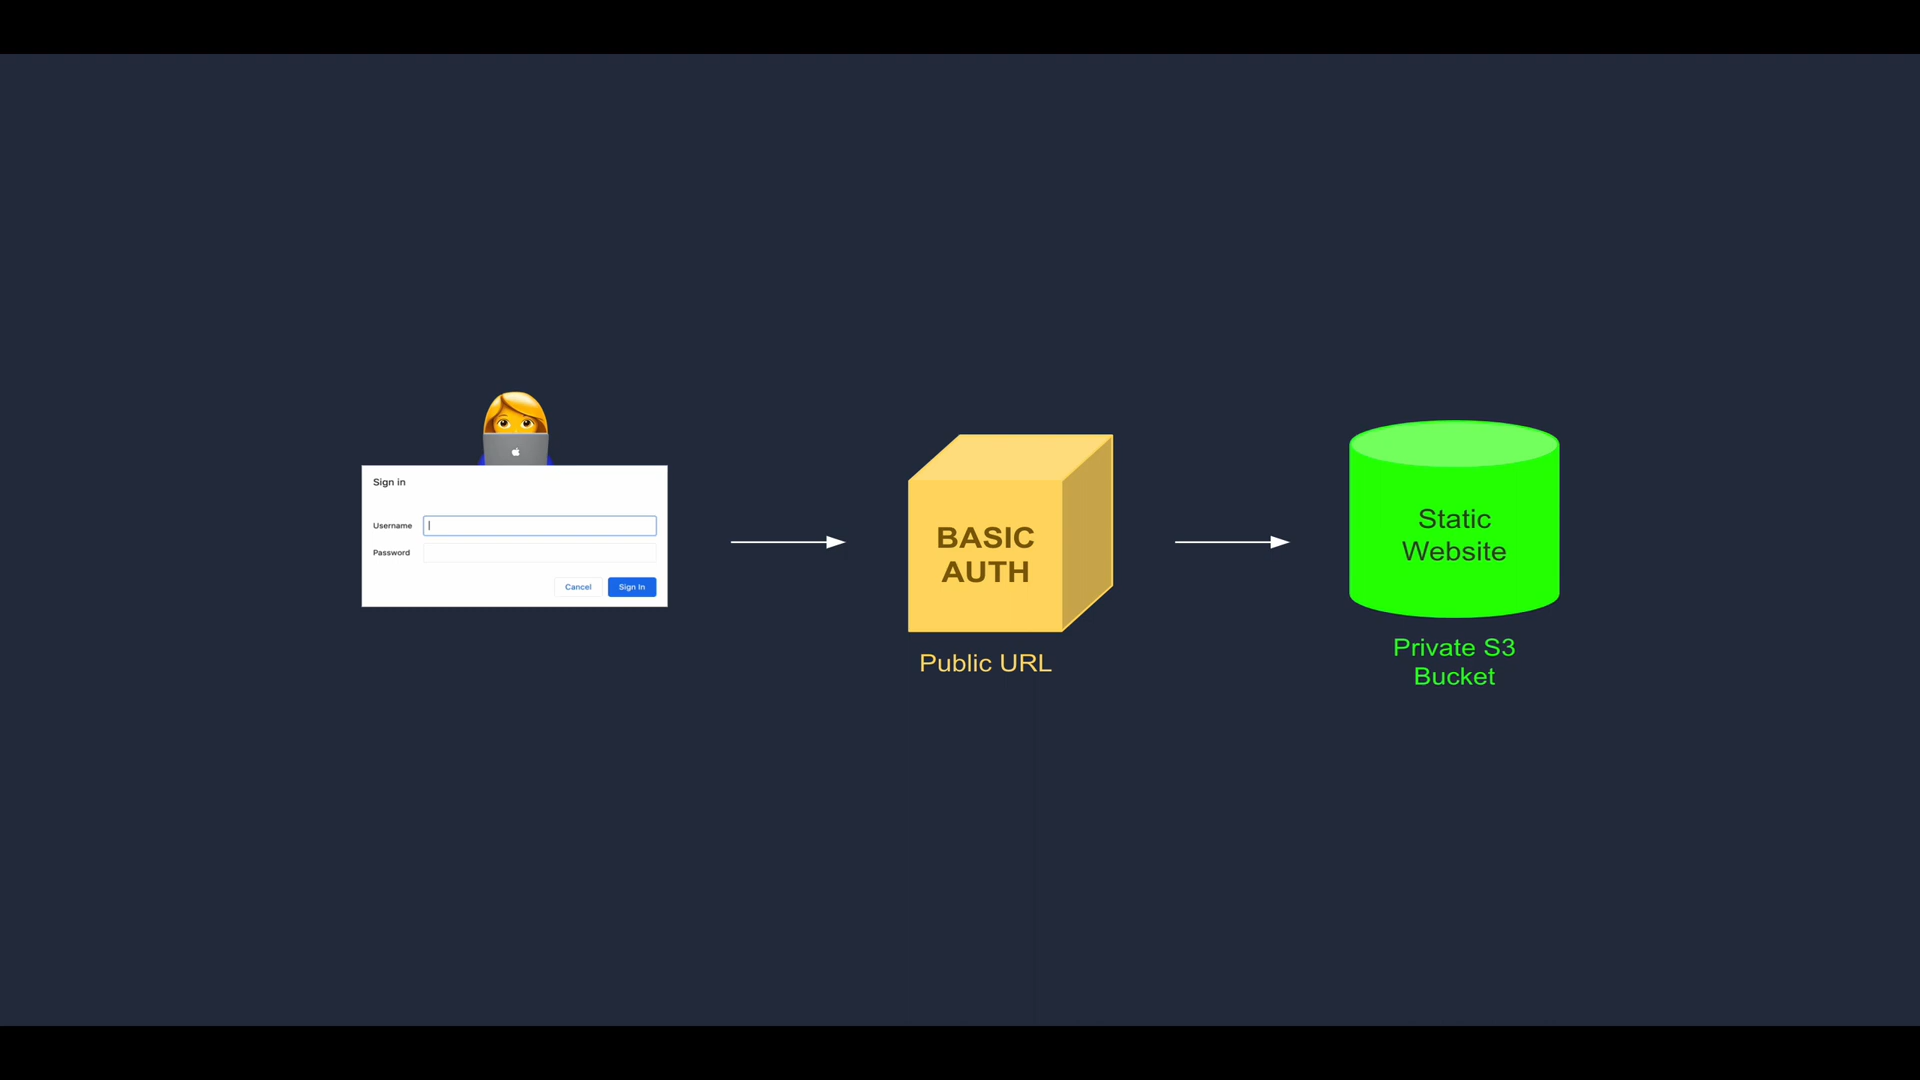 Sign in
Username
Password
Cancel
Sign In
BASIC
AUTH
Public URL
Static
Website
Private S3
Bucket